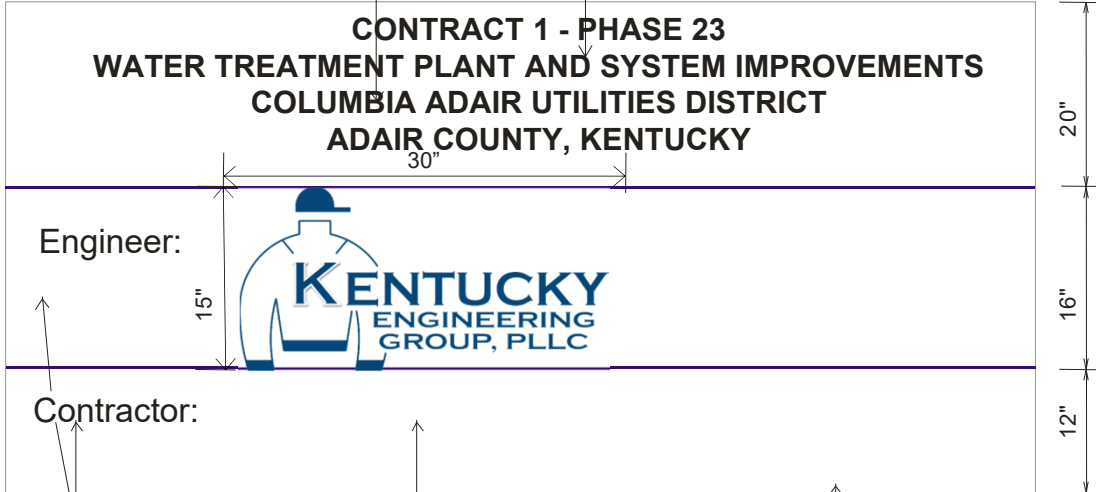 CONTRACT 1 - PHASE 23
WATER TREATMENT PLANT AND SYSTEM IMPROVEMENTS
COLUMBIA ADAIR UTILITIES DISTRICT
ADAIR COUNTY, KENTUCKY
20"
30”
Engineer:
15"
KENTUCKY
ENGINEERING
GROUP, PLLC
16"
Contractor:
12"